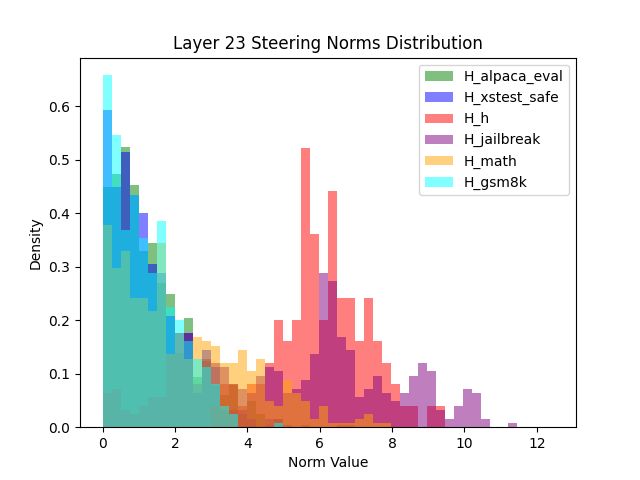 Layer 23 Steering Norms Distribution
H_alpaca_eval
H_xstest_safe
H_h
H_jailbreak
H_math
H_gsm8k
Density
0.6
0.5
0.4
0.3
0.2
0.1
0.0
0 2 4 6 8 10 12
Norm Value